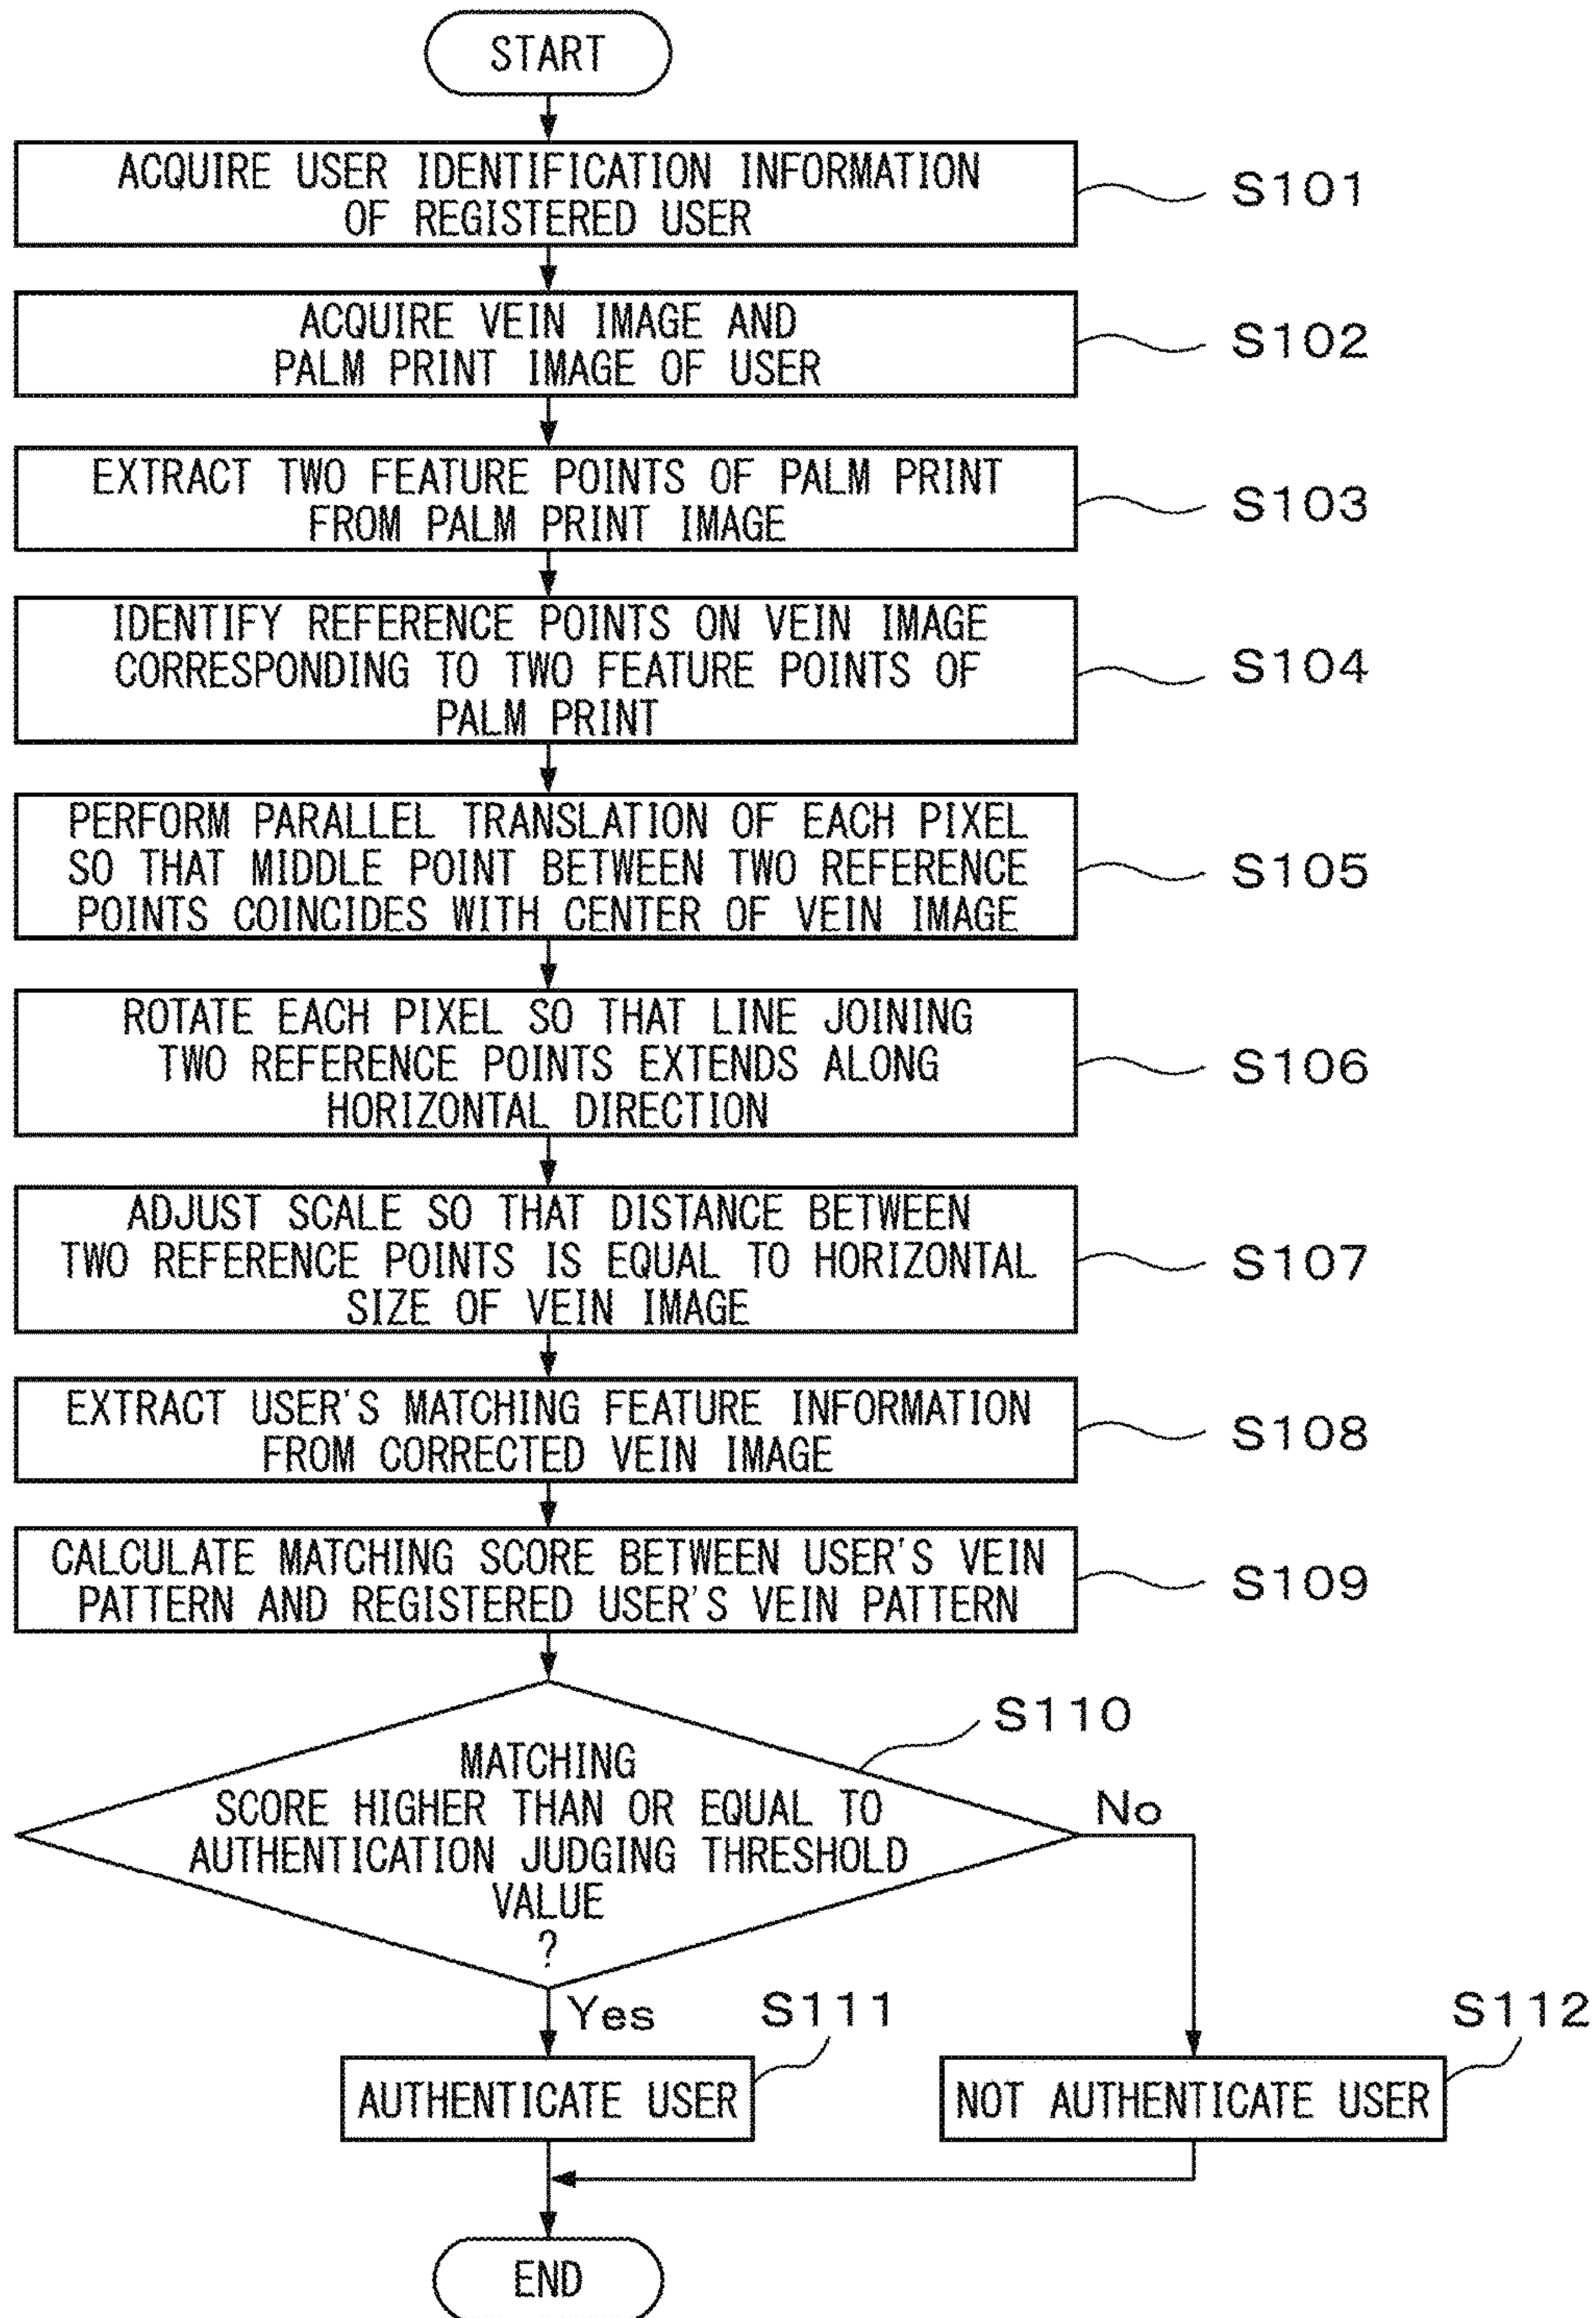 START
ACQUIRE USER IDENTIFICATION INFORMATION
OF REGISTERED USER
S101
ACQUIRE VEIN IMAGE AND
PALM PRINT IMAGE OF USER
S102
EXTRACT TWO FEATURE POINTS OF PALM PRINT
FROM PALM PRINT IMAGE
S103
IDENTIFY REFERENCE POINTS ON VEIN IMAGE
CORRESPONDING TO TWO FEATURE POINTS OF
PALM PRINT
S104
PERFORM PARALLEL TRANSLATION OF EACH PIXEL
SO THAT MIDDLE POINT BETWEEN TWO REFERENCE
POINTS COINCIDES WITH CENTER OF VEIN IMAGE
S105
ROTATE EACH PIXEL SO THAT LINE JOINING
TWO REFERENCE POINTS EXTENDS ALONG
HORIZONTAL DIRECTION
S106
ADJUST SCALE SO THAT DISTANCE BETWEEN
TWO REFERENCE POINTS IS EQUAL TO HORIZONTAL
SIZE OF VEIN IMAGE
S107
EXTRACT USER'S MATCHING FEATURE INFORMATION
FROM CORRECTED VEIN IMAGE
S108
CALCULATE MATCHING SCORE BETWEEN USER'S VEIN
PATTERN AND REGISTERED USER'S VEIN PATTERN
S109
S110
MATCHING
SCORE HIGHER THAN OR EQUAL TO
AUTHENTICATION JUDGING THRESHOLD
VALUE
?
No
Yes
S111
S112
AUTHENTICATE USER
NOT AUTHENTICATE USER
END